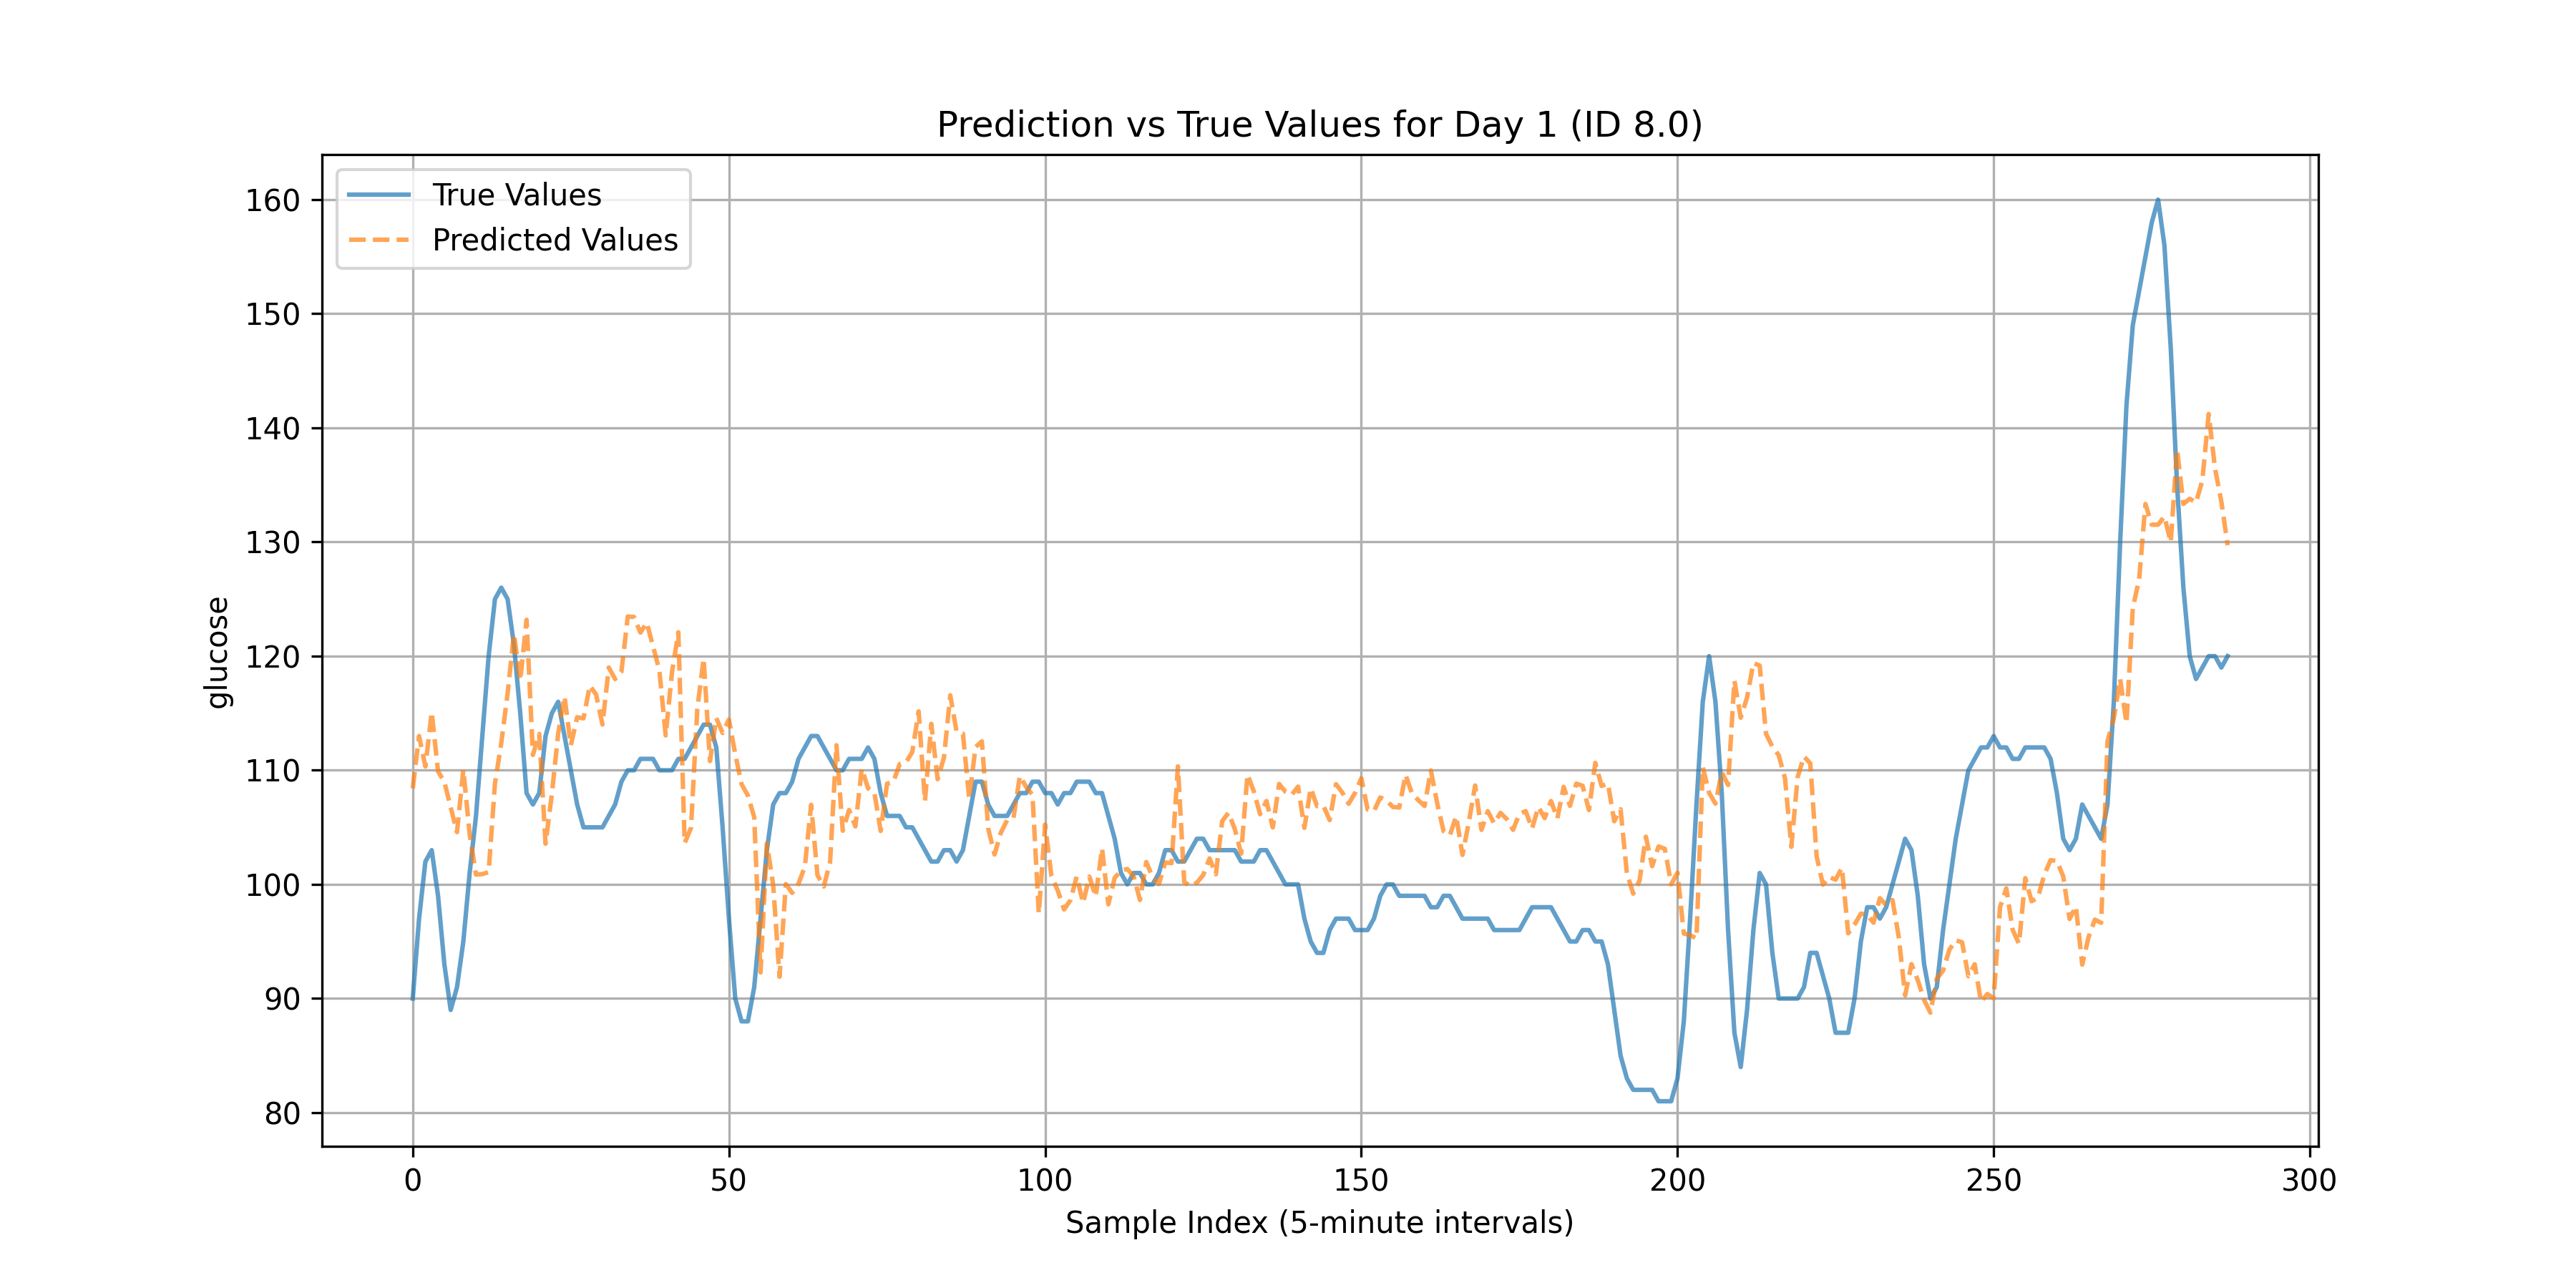 Prediction vs True Values for Day 1 (ID 8.0)
True Values
Predicted Values
160
150
140
130
120
110
100
90
80
glucose
0 50 100 150 200 250 300
Sample Index (5-minute intervals)